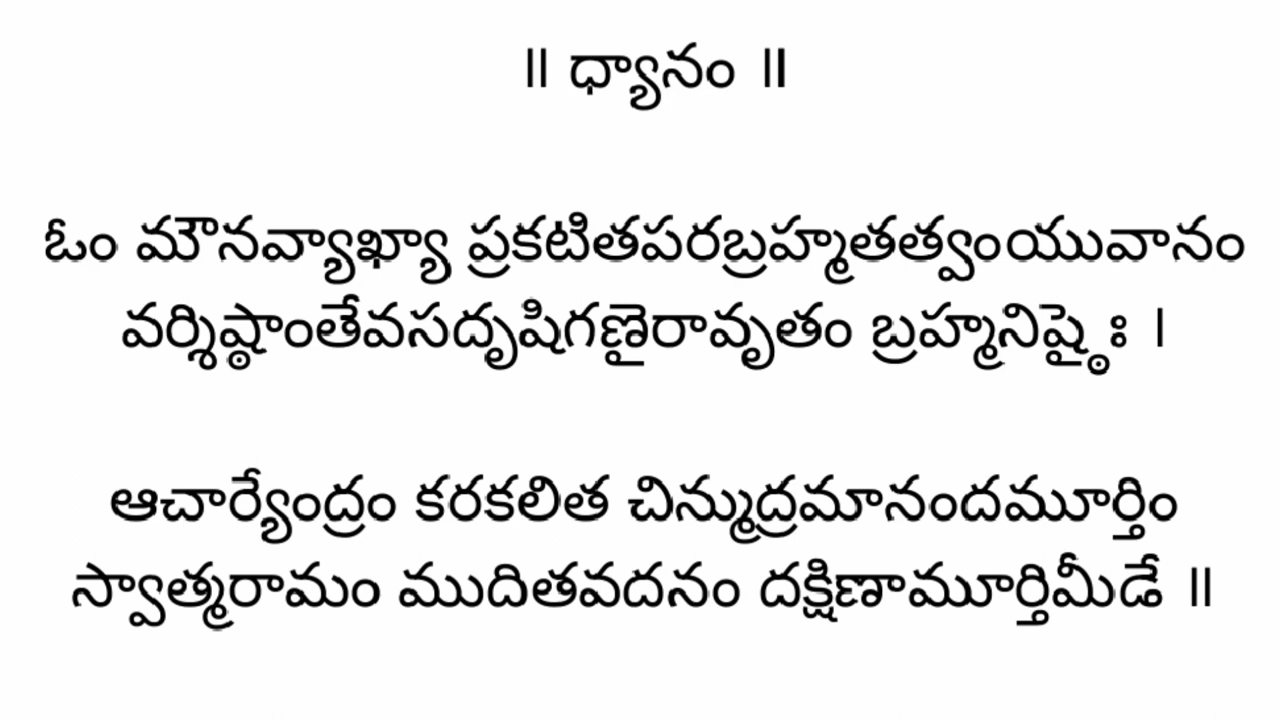 ॥ ధ్యానం ॥
ఓం మౌనవ్యాఖ్యా ప్రకటితపరబ్రహ్మతత్వంయువానం
వర్శిష్ఠాంతేవసదృషిగణైరావృతం బ్రహ్మనిష్ఠైః ।
ఆచార్యేంద్రం కరకలిత చిన్ముద్రమానందమూర్తిం
స్వాత్మరామం ముదితవదనం దక్షిణామూర్తిమీడే ॥